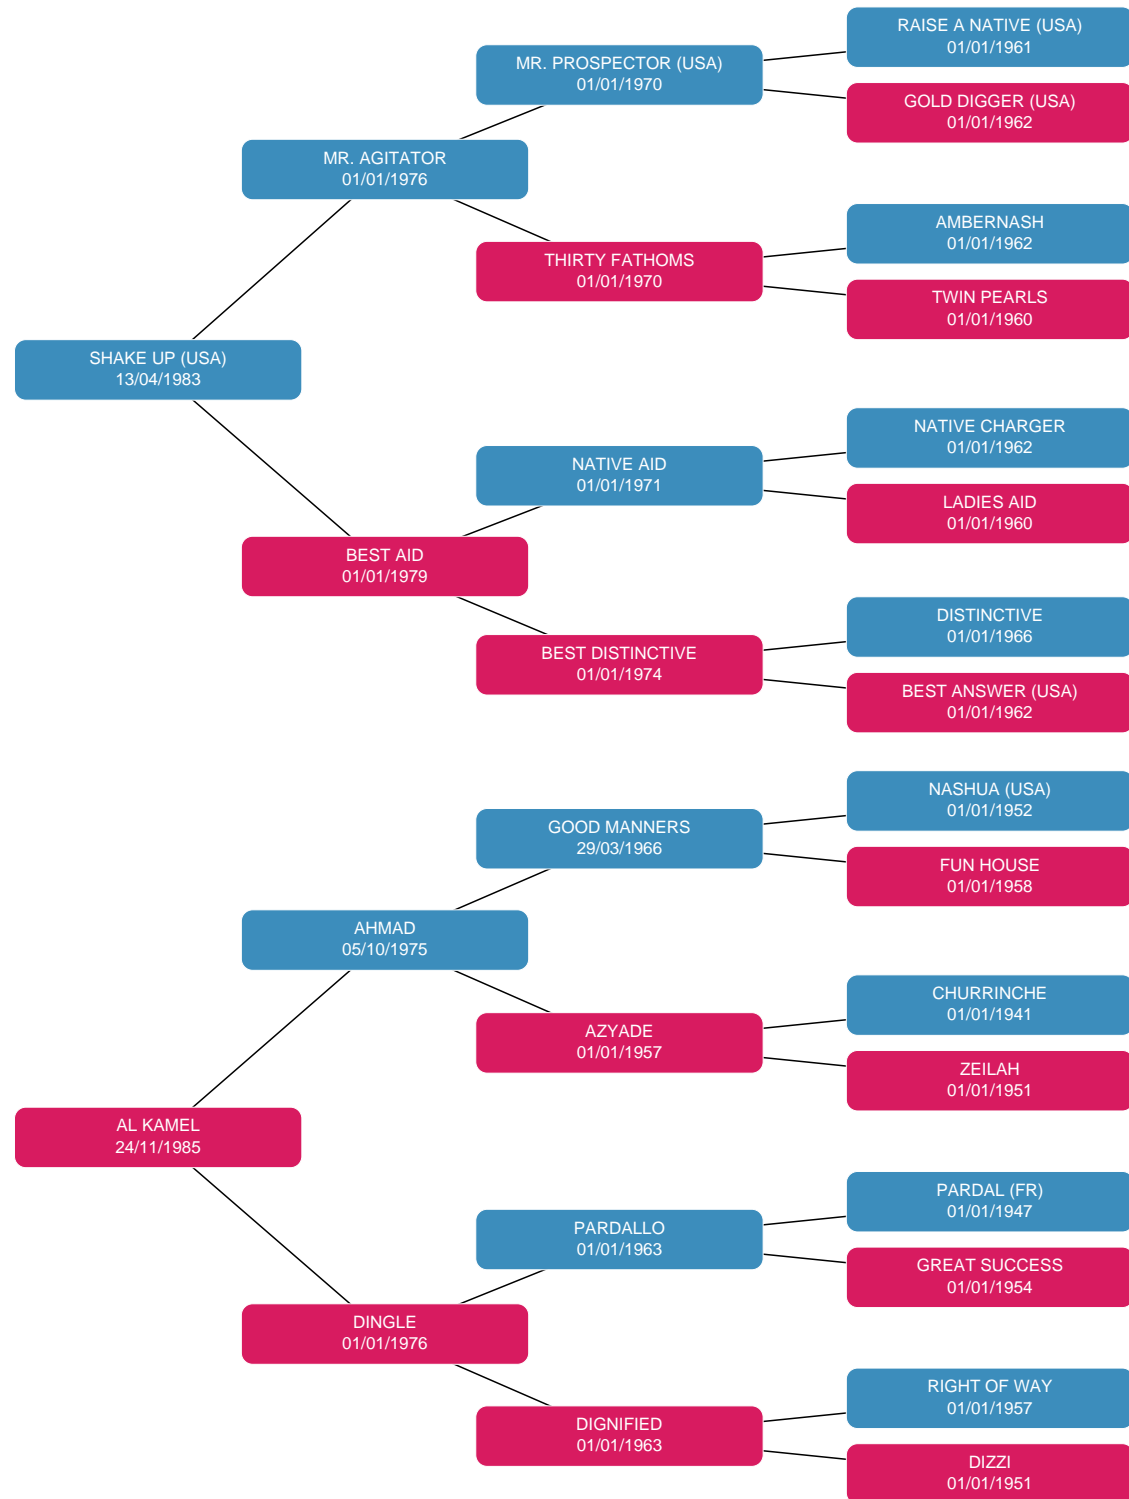 RAISE A NATIVE (USA)
01/01/1961
MR. PROSPECTOR (USA)
01/01/1970
GOLD DIGGER (USA)
01/01/1962
MR. AGITATOR
01/01/1976
AMBERNASH
01/01/1962
THIRTY FATHOMS
01/01/1970
TWIN PEARLS
01/01/1960
SHAKE UP (USA)
13/04/1983
NATIVE CHARGER
01/01/1962
NATIVE AID
01/01/1971
LADIES AID
01/01/1960
BEST AID
01/01/1979
DISTINCTIVE
01/01/1966
BEST DISTINCTIVE
01/01/1974
BEST ANSWER (USA)
01/01/1962
NASHUA (USA)
01/01/1952
GOOD MANNERS
29/03/1966
FUN HOUSE
01/01/1958
AHMAD
05/10/1975
CHURRINCHE
01/01/1941
AZYADE
01/01/1957
ZEILAH
01/01/1951
AL KAMEL
24/11/1985
PARDAL (FR)
01/01/1947
PARDALLO
01/01/1963
GREAT SUCCESS
01/01/1954
DINGLE
01/01/1976
RIGHT OF WAY
01/01/1957
DIGNIFIED
01/01/1963
DIZZI
01/01/1951